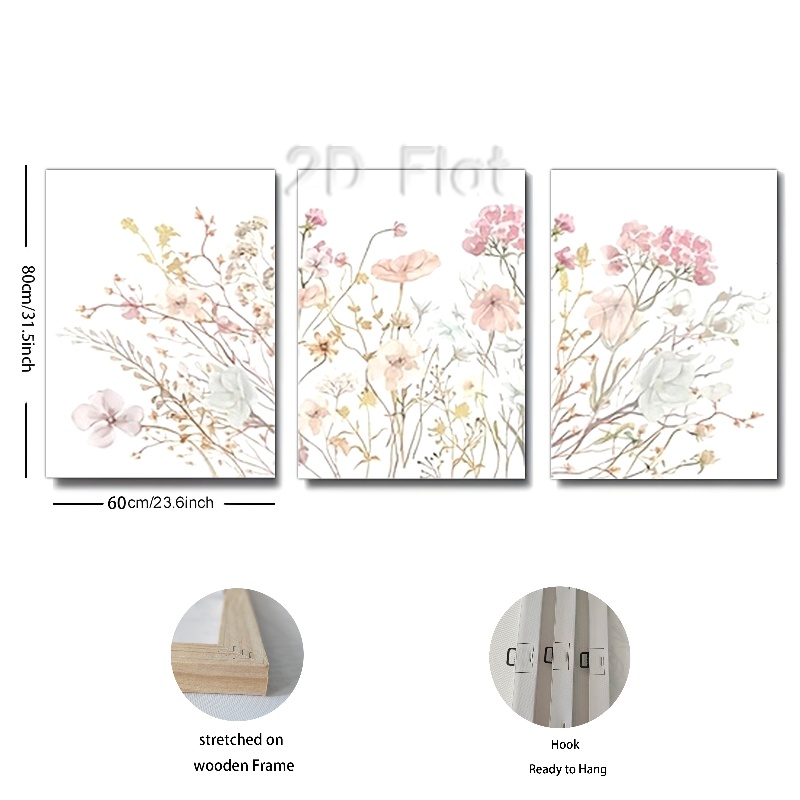 2D Flat
80cm/31.5inch
60cm/23.6inch
stretched on
wooden Frame
Hook
Ready to Hang